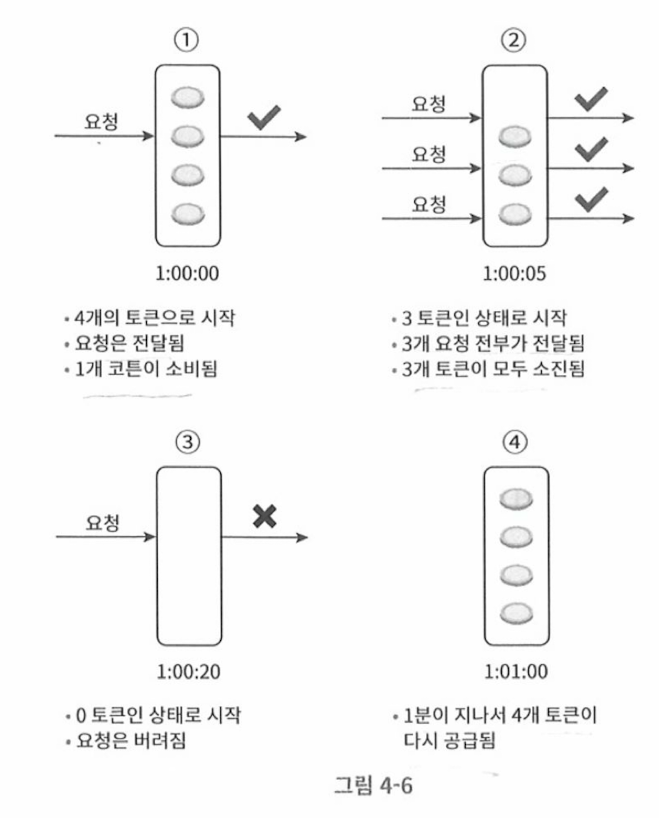 ①
요청
1:00:00
• 4개의 토큰으로 시작
• 요청은 전달됨
• 1개 코튼이 소비됨
②
요청
요청
요청
1:00:05
• 3 토큰인 상태로 시작
• 3개 요청 전부가 전달됨
• 3개 토큰이 모두 소진됨
③
요청
1:00:20
• 0 토큰인 상태로 시작
• 요청은 버려짐
④
1:01:00
• 1분이 지나서 4개 토큰이
다시 공급됨
그림 4-6